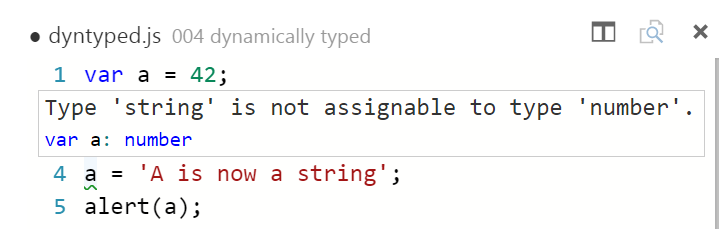 ● dyntyped.js 004 dynamically typed
1 var a = 42;
Type 'string' is not assignable to type 'number'.
var a: number
4 a = 'A is now a string';
5 alert(a);